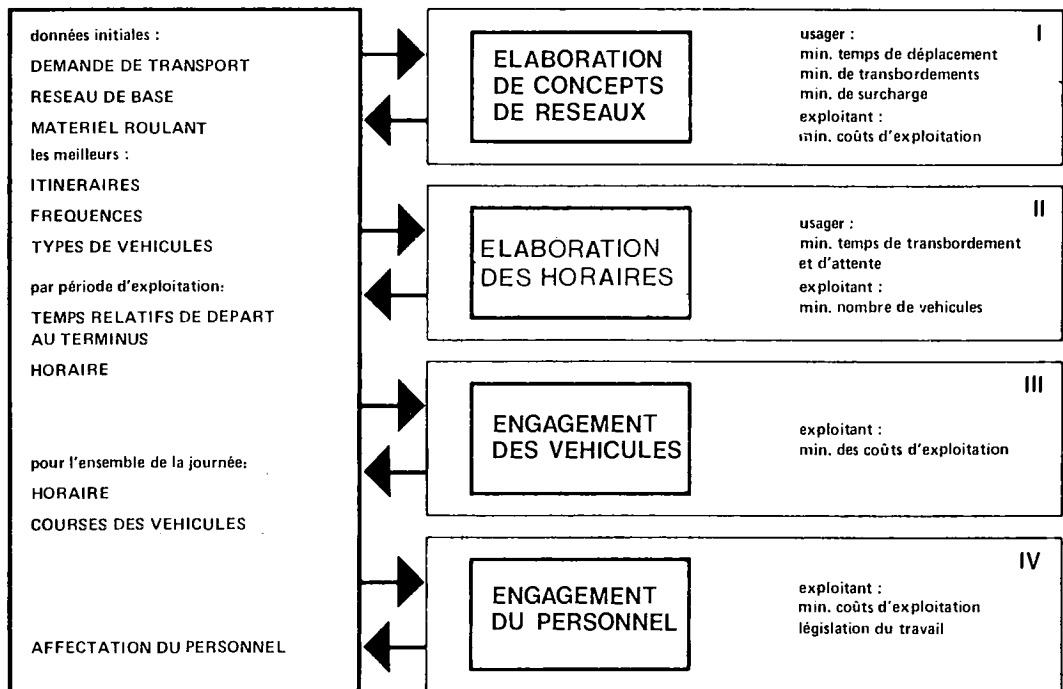 données initiales :
DEMANDE DE TRANSPORT
RESEAU DE BASE
MATERIEL ROULANT
les meilleurs :
ITINERAIRES
FREQUENCES
TYPES DE VEHICULES
par période d'exploitation:
TEMPS RELATIFS DE DEPART
AU TERMINUS
HORAIRE
pour l'ensemble de la journée:
HORAIRE
COURSES DES VEHICULES
AFFECTATION DU PERSONNEL
I
ELABORATION
DE CONCEPTS
DE RESEAUX
usager :
min. temps de déplacement
min. de transbordements
min. de surcharge
exploitant :
min. coûts d'exploitation
II
ELABORATION
DES HORAIRES
usager :
min. temps de transbordement
et d'attente
exploitant :
min. nombre de vehicules
III
ENGAGEMENT
DES VEHICULES
exploitant :
min. des coûts d'exploitation
IV
ENGAGEMENT
DU PERSONNEL
exploitant :
min. coûts d'exploitation
législation du travail